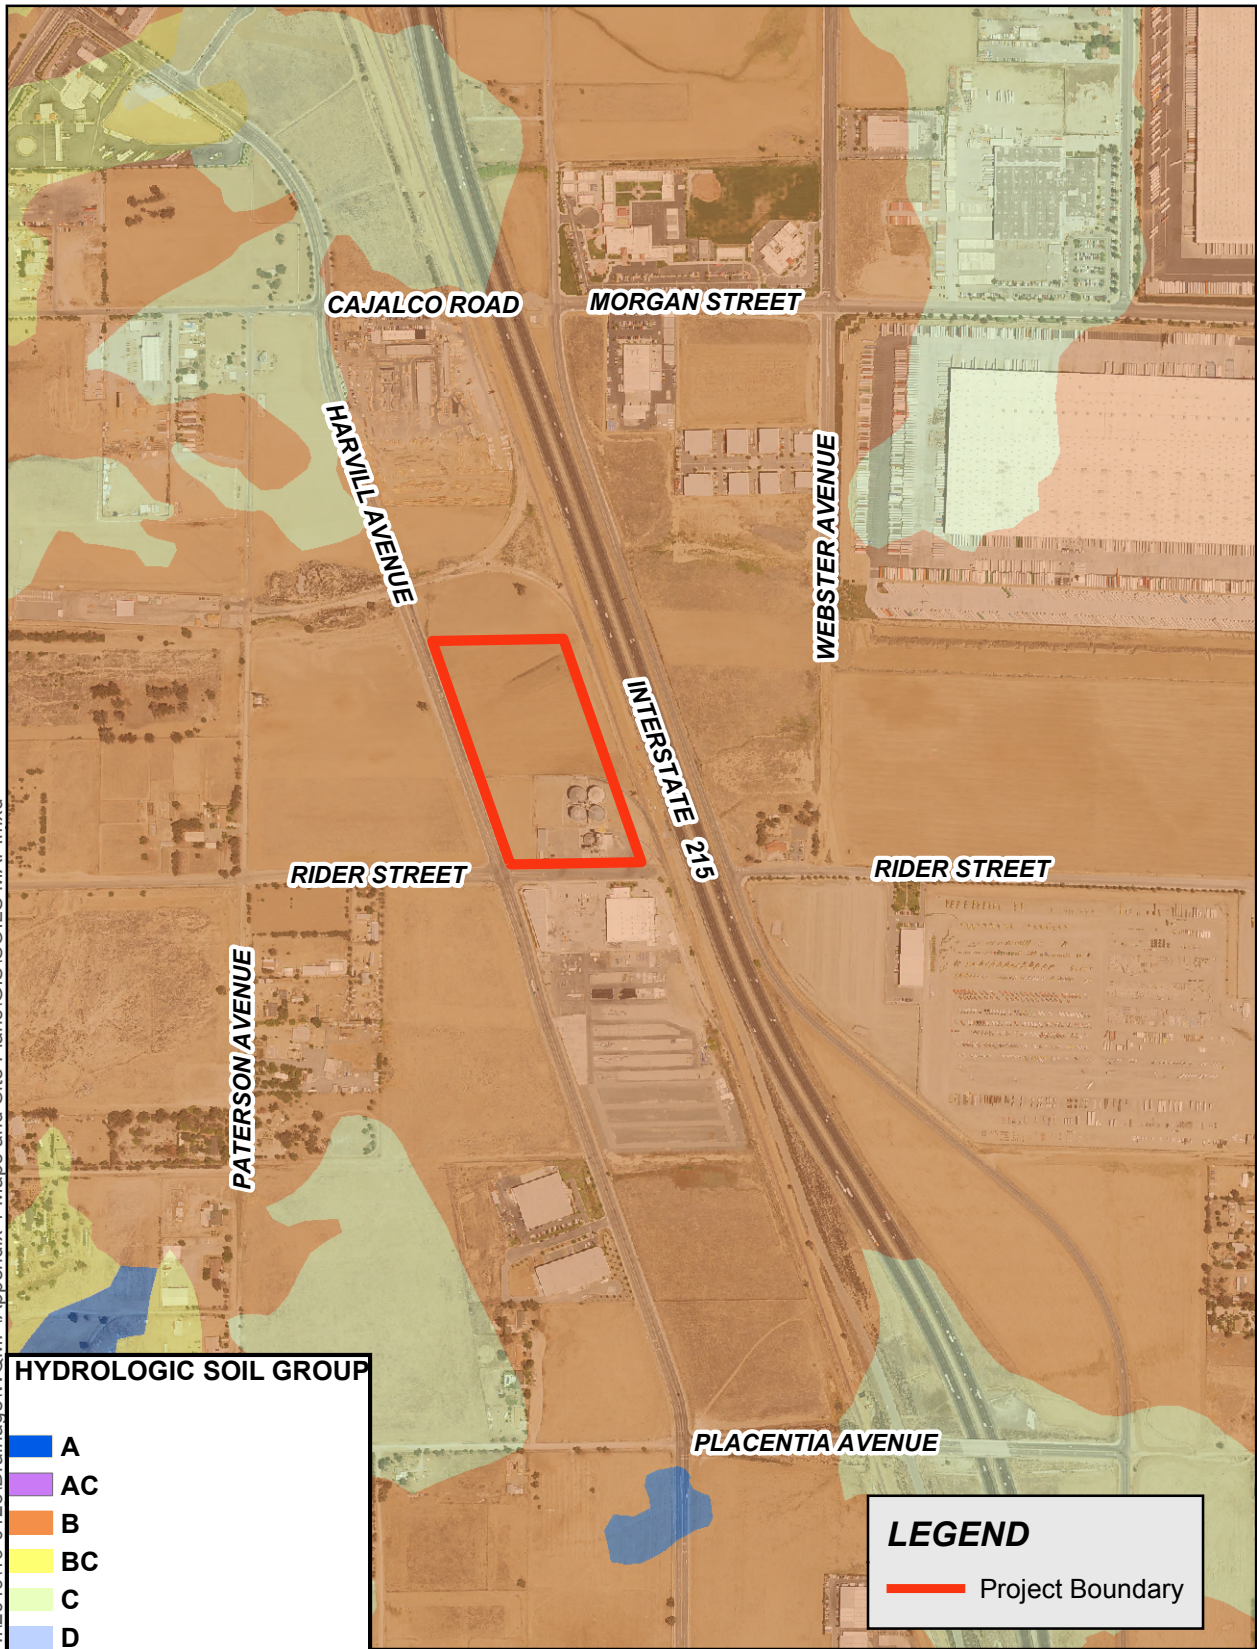 CAJALCO ROAD
MORGAN STREET
HARVILL AVENUE
WEBSTER AVENUE
INTERSTATE 215
RIDER STREET
RIDER STREET
PATERSON AVENUE
PLACENTIA AVENUE
HYDROLOGIC SOIL GROUP
A
AC
B
BC
C
D
LEGEND
Project Boundary